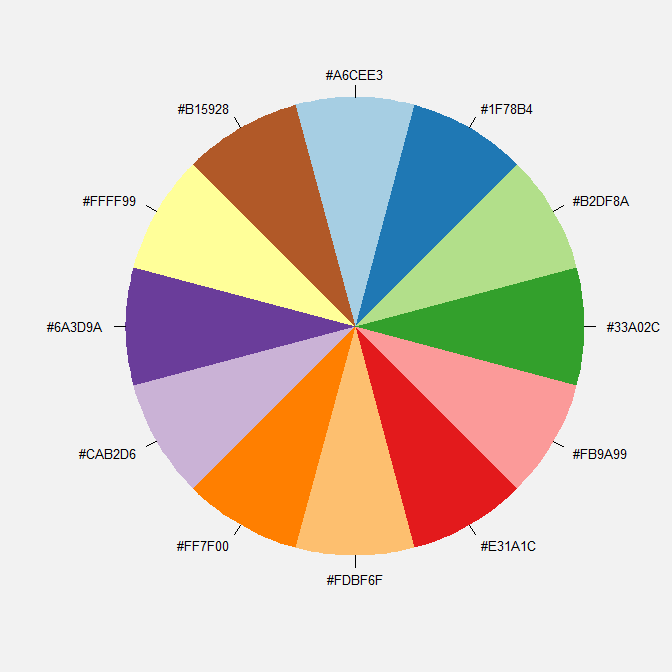 #A6CEE3
#B15928
#1F78B4
#FFFF99
#B2DF8A
#6A3D9A
#33A02C
#CAB2D6
#FB9A99
#FF7F00
#E31A1C
#FDBF6F